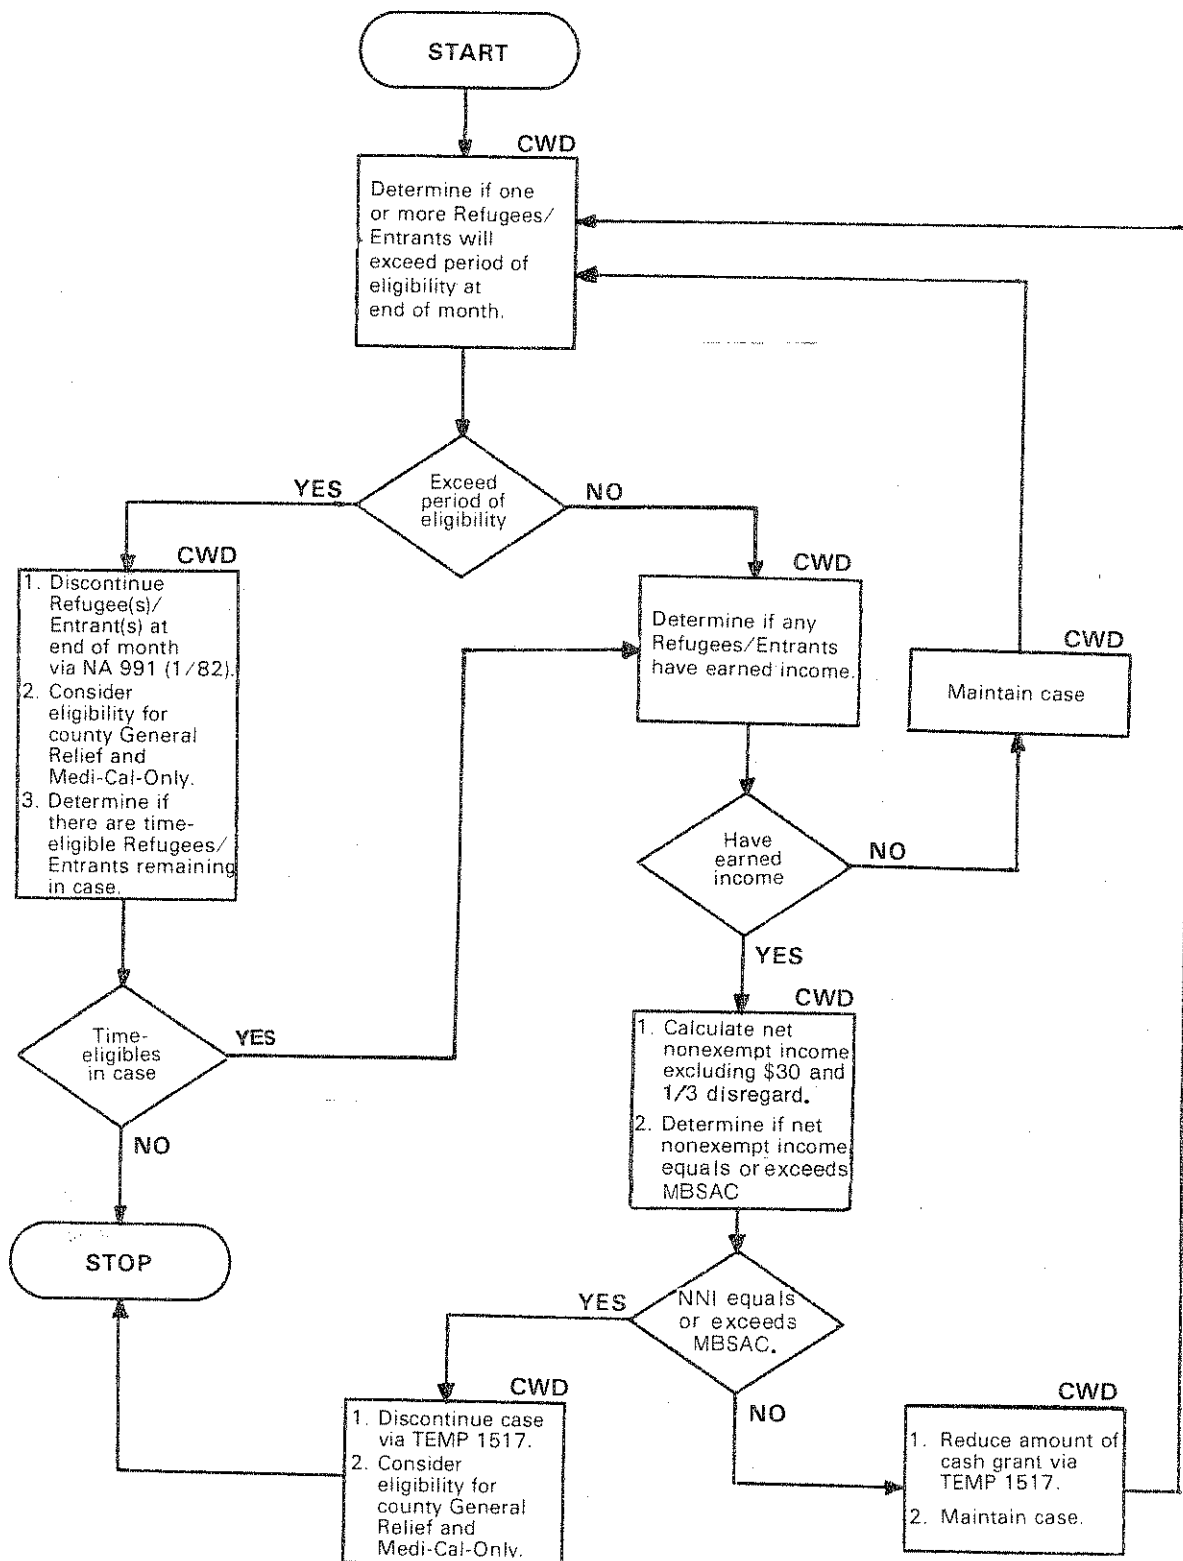 START
CWD
Determine if one
or more Refugees/
Entrants will
exceed period of
eligibility at
end of month.
Exceed
period of
eligibility
YES
NO
CWD
1. Discontinue
Refugee(s)/
Entrant(s) at
end of month
via NA 991 (1/82).
2. Consider
eligibility for
county General
Relief and
Medi-Cal-Only.
3. Determine if
there are time-
eligible Refugees/
Entrants remaining
in case.
CWD
Determine if any
Refugees/Entrants
have earned income.
CWD
Maintain case
Have
earned
income
NO
YES
Time-
eligibles
in case
YES
NO
STOP
CWD
1. Calculate net
nonexempt income
excluding $30 and
1/3 disregard.
2. Determine if net
nonexempt income
equals or exceeds
MBSAC
NNI equals
or exceeds
MBSAC.
YES
NO
CWD
1. Discontinue case
via TEMP 1517.
2. Consider
eligibility for
county General
Relief and
Medi-Cal-Only.
CWD
1. Reduce amount of
cash grant via
TEMP 1517.
2. Maintain case.